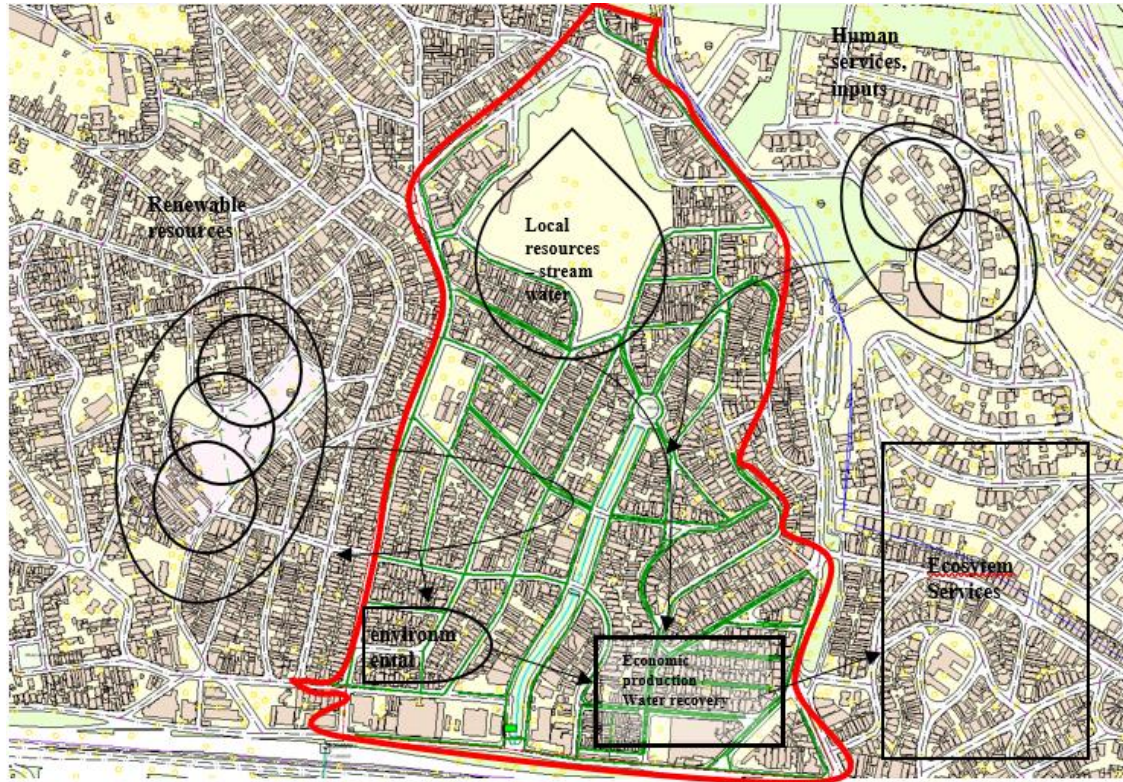 Human
services,
inputs
Renewable
resources
Local
resources
– stream
water
Ecosytem
Services
environm
ental
Economic
production
Water recovery